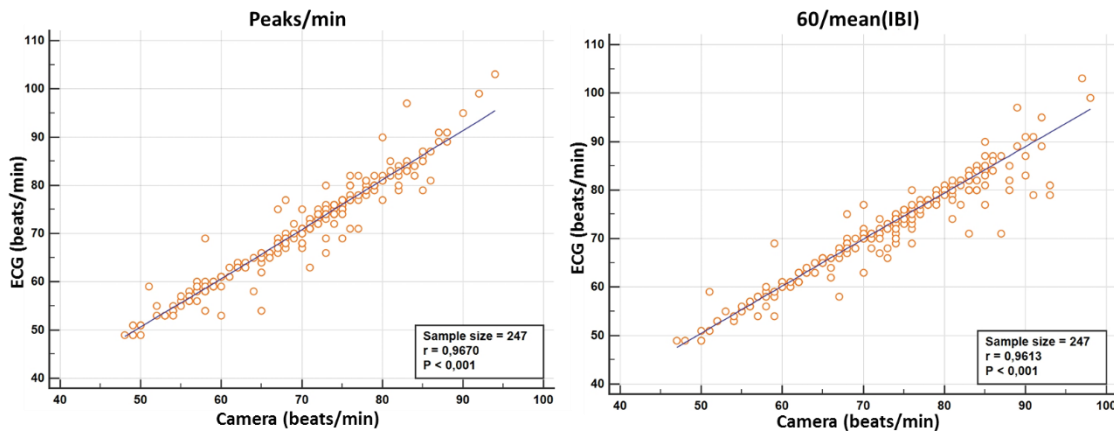 Peaks/min
110
100
90
80
70
60
50
40
40 50 60 70 80 90 100
ECG (beats/min)
Camera (beats/min)
Sample size = 247
r = 0,9670
P < 0,001
60/mean(IBI)
110
100
90
80
70
60
50
40
40 50 60 70 80 90 100
ECG (beats/min)
Camera (beats/min)
Sample size = 247
r = 0,9613
P < 0,001